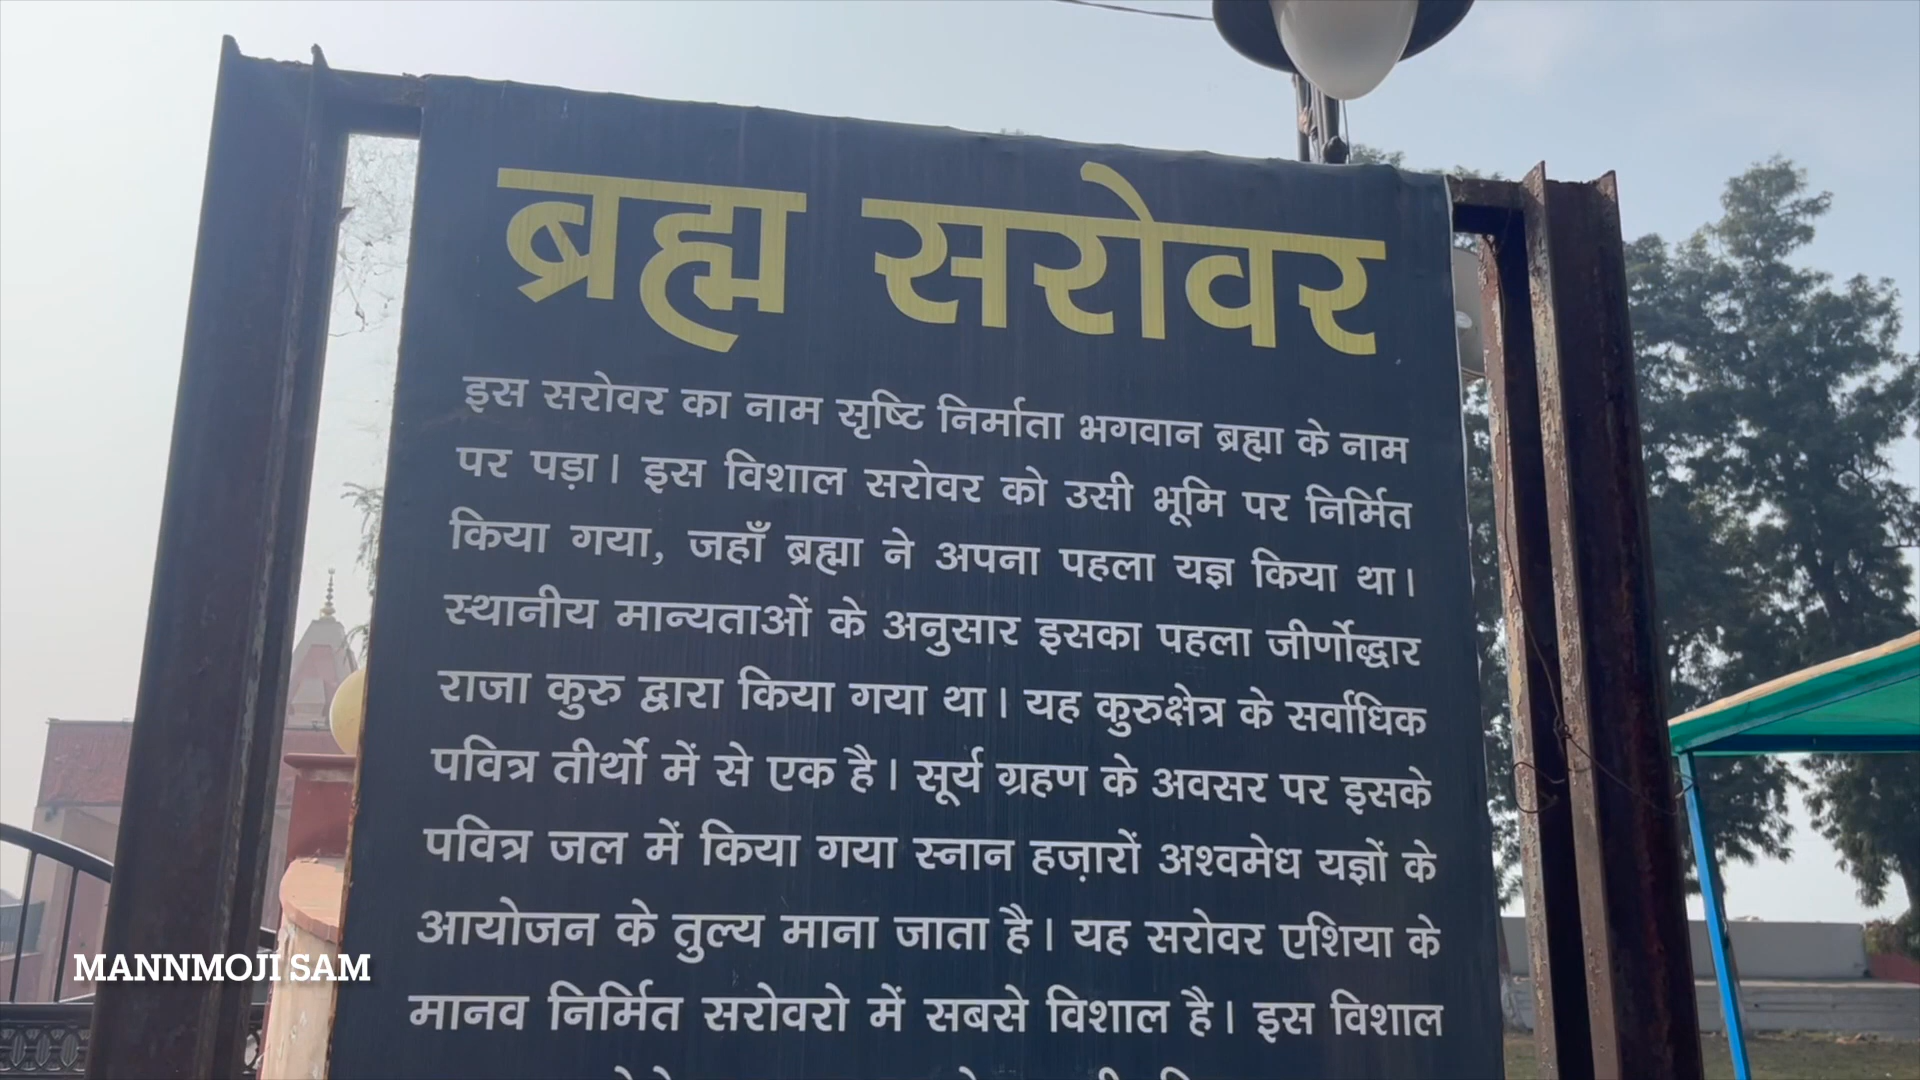 ब्रह्म सरोवर
इस सरोवर का नाम सृष्टि निर्माता भगवान ब्रह्मा के नाम
पर पड़ा। इस विशाल सरोवर को उसी भूमि पर निर्मित
किया गया, जहाँ ब्रह्मा ने अपना पहला यज्ञ किया था।
स्थानीय मान्यताओं के अनुसार इसका पहला जीर्णोद्धार
राजा कुरु द्वारा किया गया था। यह कुरुक्षेत्र के सर्वाधिक
पवित्र तीर्थो में से एक है। सूर्य ग्रहण के अवसर पर इसके
पवित्र जल में किया गया स्नान हज़ारों अश्वमेध यज्ञों के
आयोजन के तुल्य माना जाता है। यह सरोवर एशिया के
मानव निर्मित सरोवरो में सबसे विशाल है। इस विशाल
MANNMOJI SAM